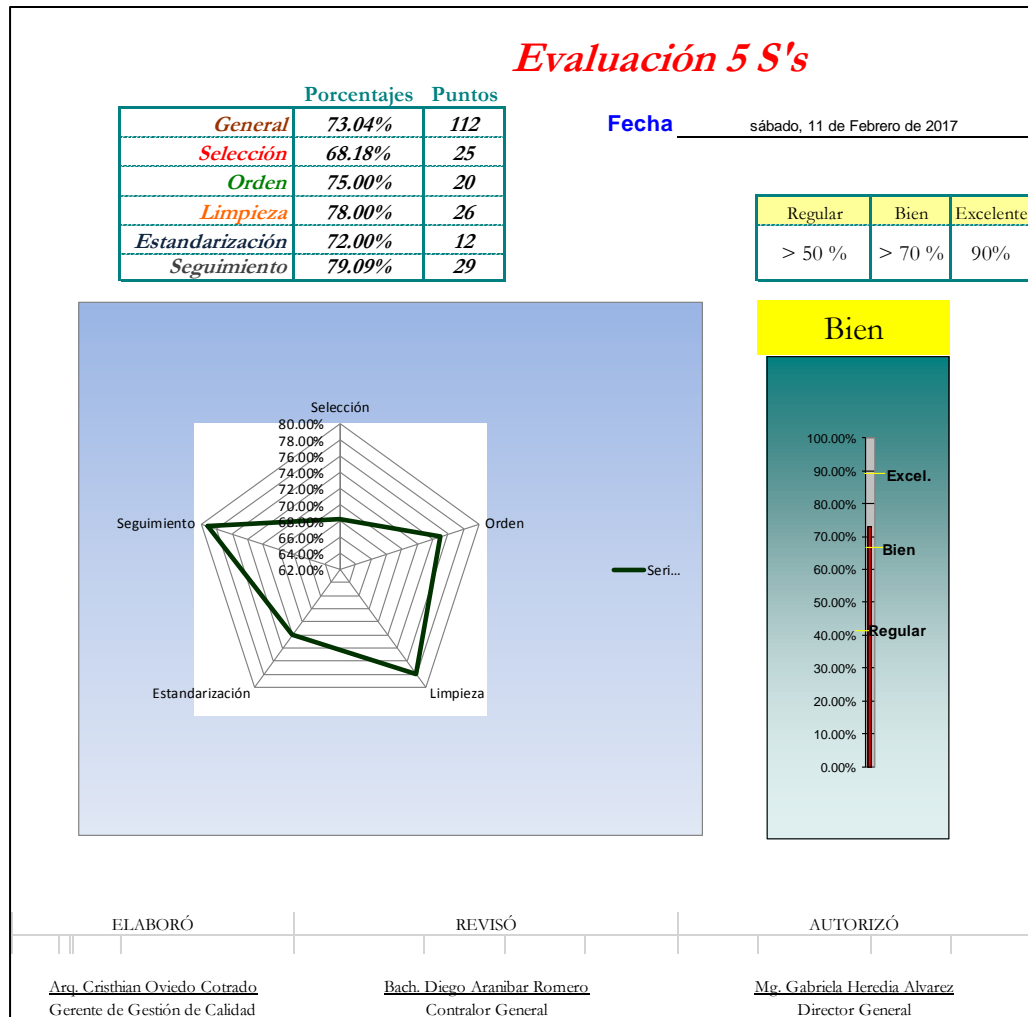 Evaluación 5 S's
Porcentajes Puntos
General 73.04% 112
Selección 68.18% 25
Orden 75.00% 20
Limpieza 78.00% 26
Estandarización 72.00% 12
Seguimiento 79.09% 29
Fecha sábado, 11 de Febrero de 2017
Regular Bien Excelente
> 50 % > 70 % 90%
Bien
Selección
80.00%
78.00%
76.00%
74.00%
72.00%
70.00%
68.00%
66.00%
64.00%
62.00%
Seguimiento
Orden
Estandarización
Limpieza
Seri...
100.00%
90.00%
80.00%
70.00%
60.00%
50.00%
40.00%
30.00%
20.00%
10.00%
0.00%
Excel.
Bien
Regular
ELABORÓ REVISÓ AUTORIZÓ
Arq. Cristhian Oviedo Cotrado Bach. Diego Aranibar Romero Mg. Gabriela Heredia Alvarez
Gerente de Gestión de Calidad Contralor General Director General